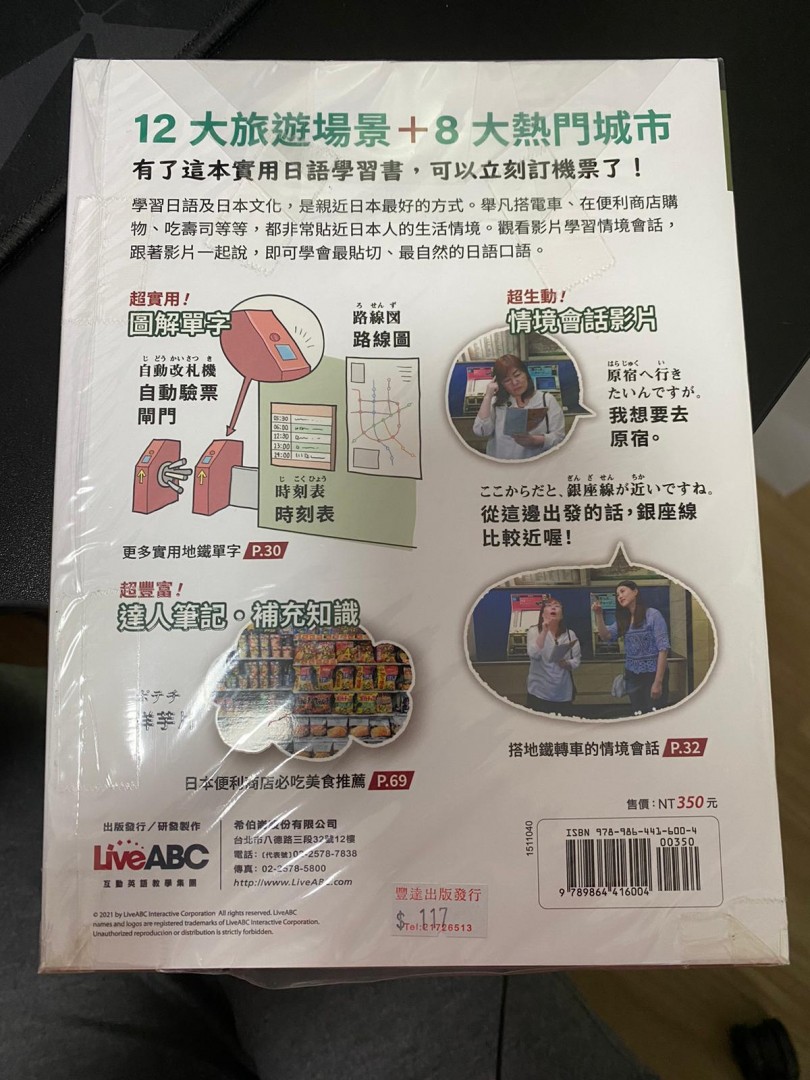 12 大旅遊場景+8 大熱門城市
有了這本實用日語學習書，可以立刻訂機票了！
學習日語及日本文化，是親近日本最好的方式。舉凡搭電車、在便利商店購
物、吃壽司等等，都非常貼近日本人的生活情境。觀看影片學習情境會話，
跟著影片一起說，即可學會最貼切、最自然的日語口語。
超實用！
圖解單字
じ どう かい さつ き
自動改札機
自動驗票
閘門
ろ せん ず
路線図
路線圖
05:30
06:00
12:30
13:00
14:00
じ こく ひょう
時刻表
時刻表
更多實用地鐵單字 P.30
超生動！
情境會話影片
はらじゅく い
原宿へ行き
たいんですが。
我想要去
原宿。
ぎん ざ せん ちか
ここからだと、銀座線が近いですね。
從這邊出發的話，銀座線
比較近喔！
搭地鐵轉車的情境會話 P.32
超豐富！
達人筆記。補充知識
ポテチ
洋芋片
日本便利商店必吃美食推薦 P.69
售價：NT 350 元
出版發行／研發製作
LiveABC
互動英語教學集團
希伯崙股份有限公司
台北市八德路三段32號12樓
電話：(代表號)02-2578-7838
傳真：02-2578-5800
http://www.LiveABC.com
© 2021 by LiveABC Interactive Corporation All rights reserved. LiveABC
names and logos are registered trademarks of LiveABC Interactive Corporation.
Unauthorized reproduction or distribution is strictly forbidden.
豐達出版發行
$ 117
Tel:21726513
1511040
ISBN 978-986-441-600-4
00350
9 789864 416004